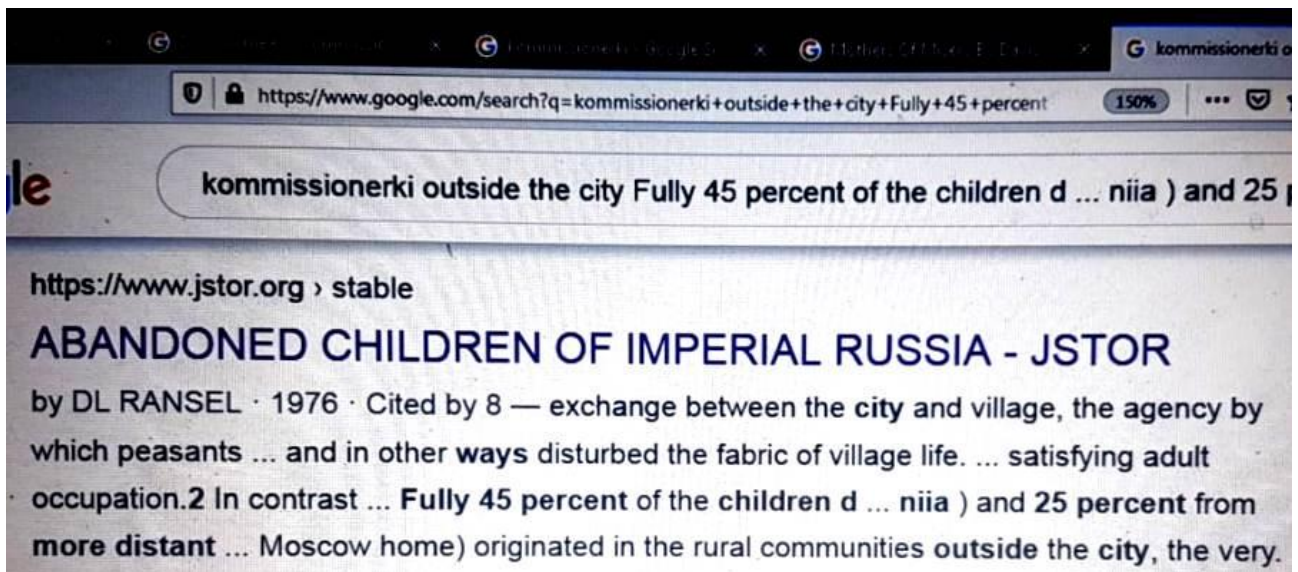 kommissionerki o
https://www.google.com/search?q=kommissionerki+outside+the+city+Fully+45+percent
150%
le
kommissionerki outside the city Fully 45 percent of the children d ... niia ) and 25 p
https://www.jstor.org › stable
ABANDONED CHILDREN OF IMPERIAL RUSSIA - JSTOR
by DL RANSEL · 1976 · Cited by 8 — exchange between the city and village, the agency by
which peasants ... and in other ways disturbed the fabric of village life. ... satisfying adult
occupation.2 In contrast ... Fully 45 percent of the children d ... niia ) and 25 percent from
more distant ... Moscow home) originated in the rural communities outside the city, the very.